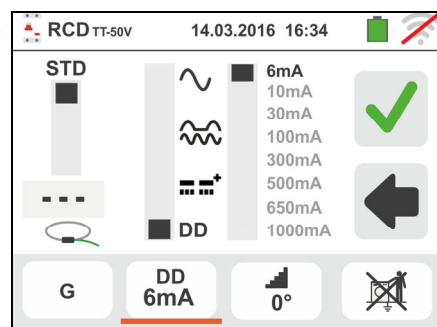 RCD TT-50V 14.03.2016 16:34
STD
6mA
10mA
30mA
100mA
300mA
500mA
650mA
1000mA
DD
---
G
DD
6mA
0°